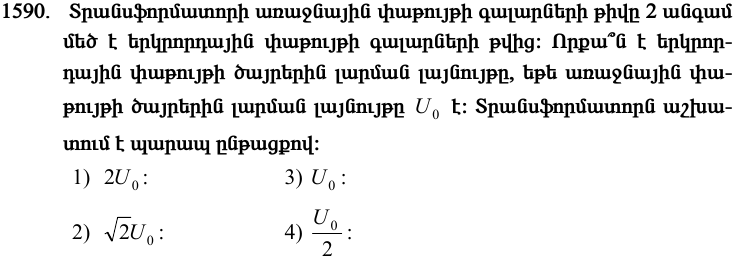 1590. Տրանսֆորմատորի առաջնային փաթույթի գալարների թիվը 2 անգամ
մեծ է երկրորդային փաթույթի գալարների թվից: Որքա՞ն է երկրոր-
դային փաթույթի ծայրերին լարման լայնույթը, եթե առաջնային փա-
թույթի ծայրերին լարման լայնույթը U₀ է: Տրանսֆորմատորն աշխա-
տում է պարապ ընթացքով:
1) 2U₀: 3) U₀:
2) √2U₀: 4) U₀/2: